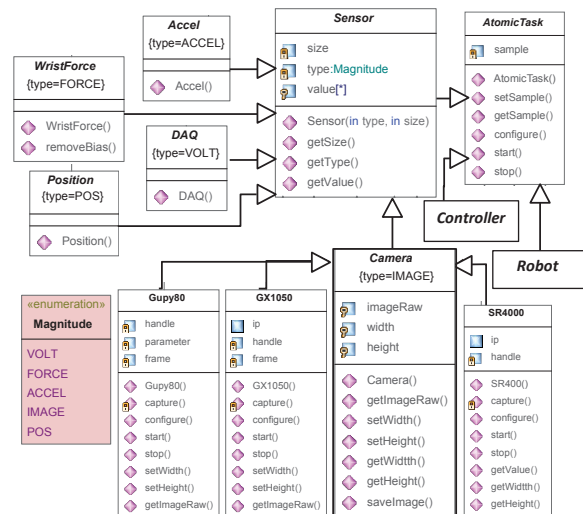 Accel
{type=ACCEL}
Accel()
Sensor
size
type:Magnitude
value[*]
Sensor(in type, in size)
getSize()
getType()
getValue()
AtomicTask
sample
AtomicTask()
setSample()
getSample()
configure()
start()
stop()
WristForce
{type=FORCE}
WristForce()
removeBias()
DAQ
{type=VOLT}
DAQ()
Position
{type=POS}
Position()
Controller
Robot
Camera
{type=IMAGE}
imageRaw
width
height
Camera()
getImageRaw()
setWidth()
setHeight()
getWidtth()
getHeight()
saveImage()
«enumeration»
Magnitude
VOLT
FORCE
ACCEL
IMAGE
POS
Gupy80
handle
parameter
frame
Gupy80()
capture()
configure()
start()
stop()
setWidth()
setHeight()
getImageRaw()
GX1050
ip
handle
frame
GX1050()
capture()
configure()
start()
stop()
setWidtth()
setHeight()
getImageRaw()
SR4000
ip
handle
SR400()
capture()
configure()
start()
stop()
getValue()
getWidtth()
getHeight()